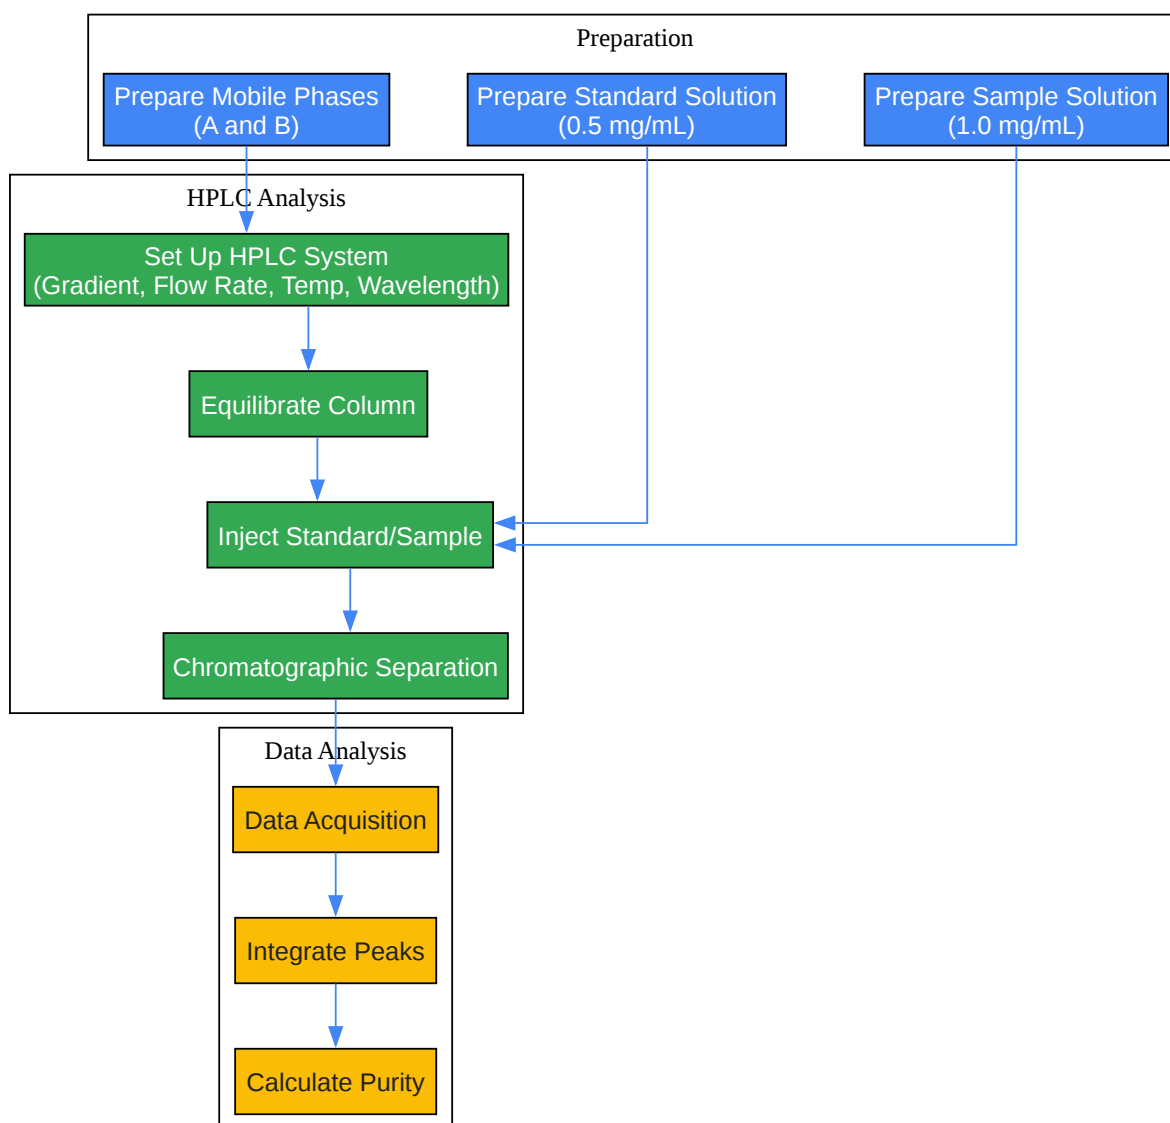 Preparation
Prepare Mobile Phases
(A and B)
Prepare Standard Solution
(0.5 mg/mL)
Prepare Sample Solution
(1.0 mg/mL)
HPLC Analysis
Set Up HPLC System
(Gradient, Flow Rate, Temp, Wavelength)
Equilibrate Column
Inject Standard/Sample
Chromatographic Separation
Data Analysis
Data Acquisition
Integrate Peaks
Calculate Purity